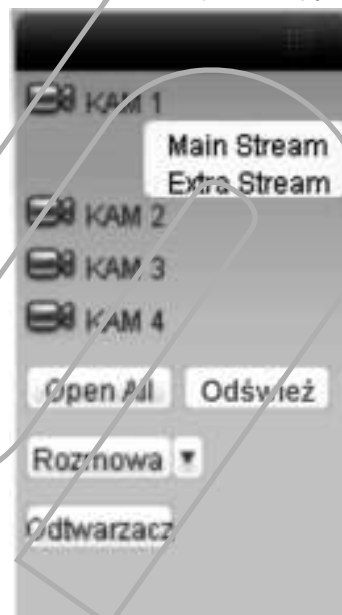 KAM 1
Main Stream
Extra Stream
KAM 2
KAM 3
KAM 4
Open All Odśwież
Rozmowa
Odtwarzacz